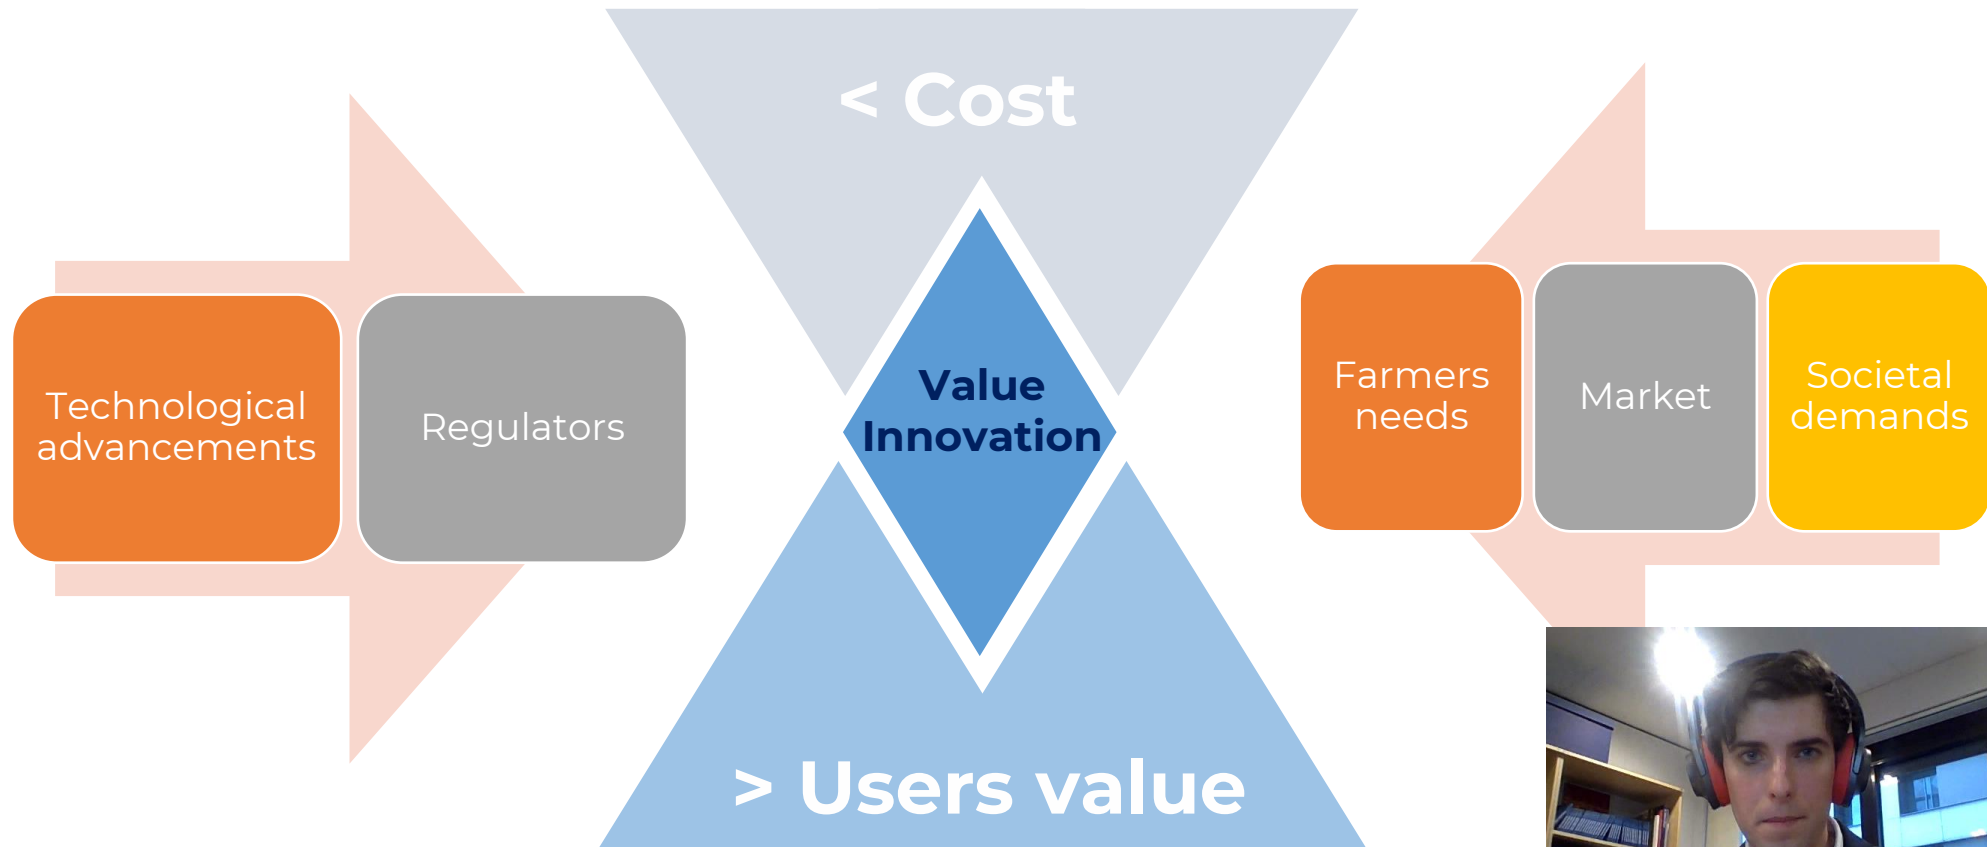 < Cost
Technological
advancements
Regulators
Value
Innovation
Farmers
needs
Market
Societal
demands
> Users value